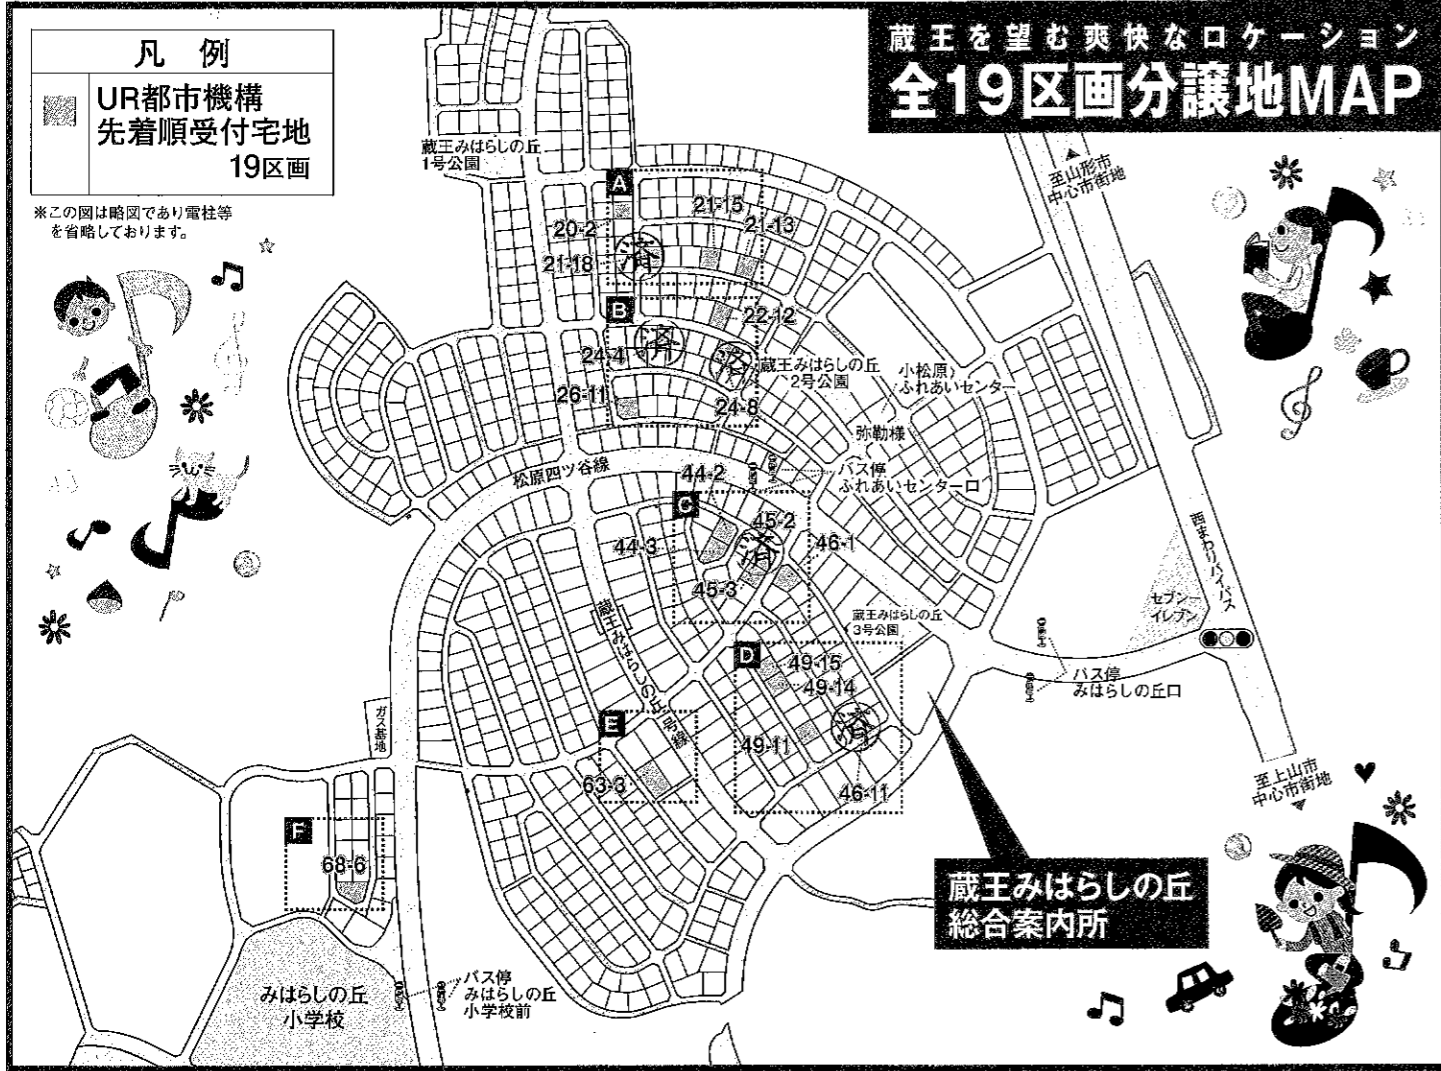 蔵王を望む爽快なロケーション
全19区画分譲地MAP
凡 例
UR都市機構
先着順受付宅地
19区画
※この図は略図であり電柱等
を省略しております。
蔵王みはらしの丘
1号公園
至山形市
中心市街地
A
20-2
21-15
21-13
21-18
済
B
22-12
24-4
済
済
蔵王みはらしの丘
2号公園
26-11
24-8
小松原
ふれあいセンター
弥勒様
バス停
ふれあいセンター口
松原四ツ谷線
44-2
C
45-2
済
44-3
46-1
45-3
西まわりバイパス
セブン-
イレブン
蔵王みはらしの丘
3号公園
D
49-15
49-14
済
49-11
46-11
バス停
みはらしの丘口
至上山市
中心市街地
蔵王みはらしの丘1号線
ガス基地
E
63-3
F
68-6
蔵王みはらしの丘
総合案内所
みはらしの丘
小学校
バス停
みはらしの丘
小学校前